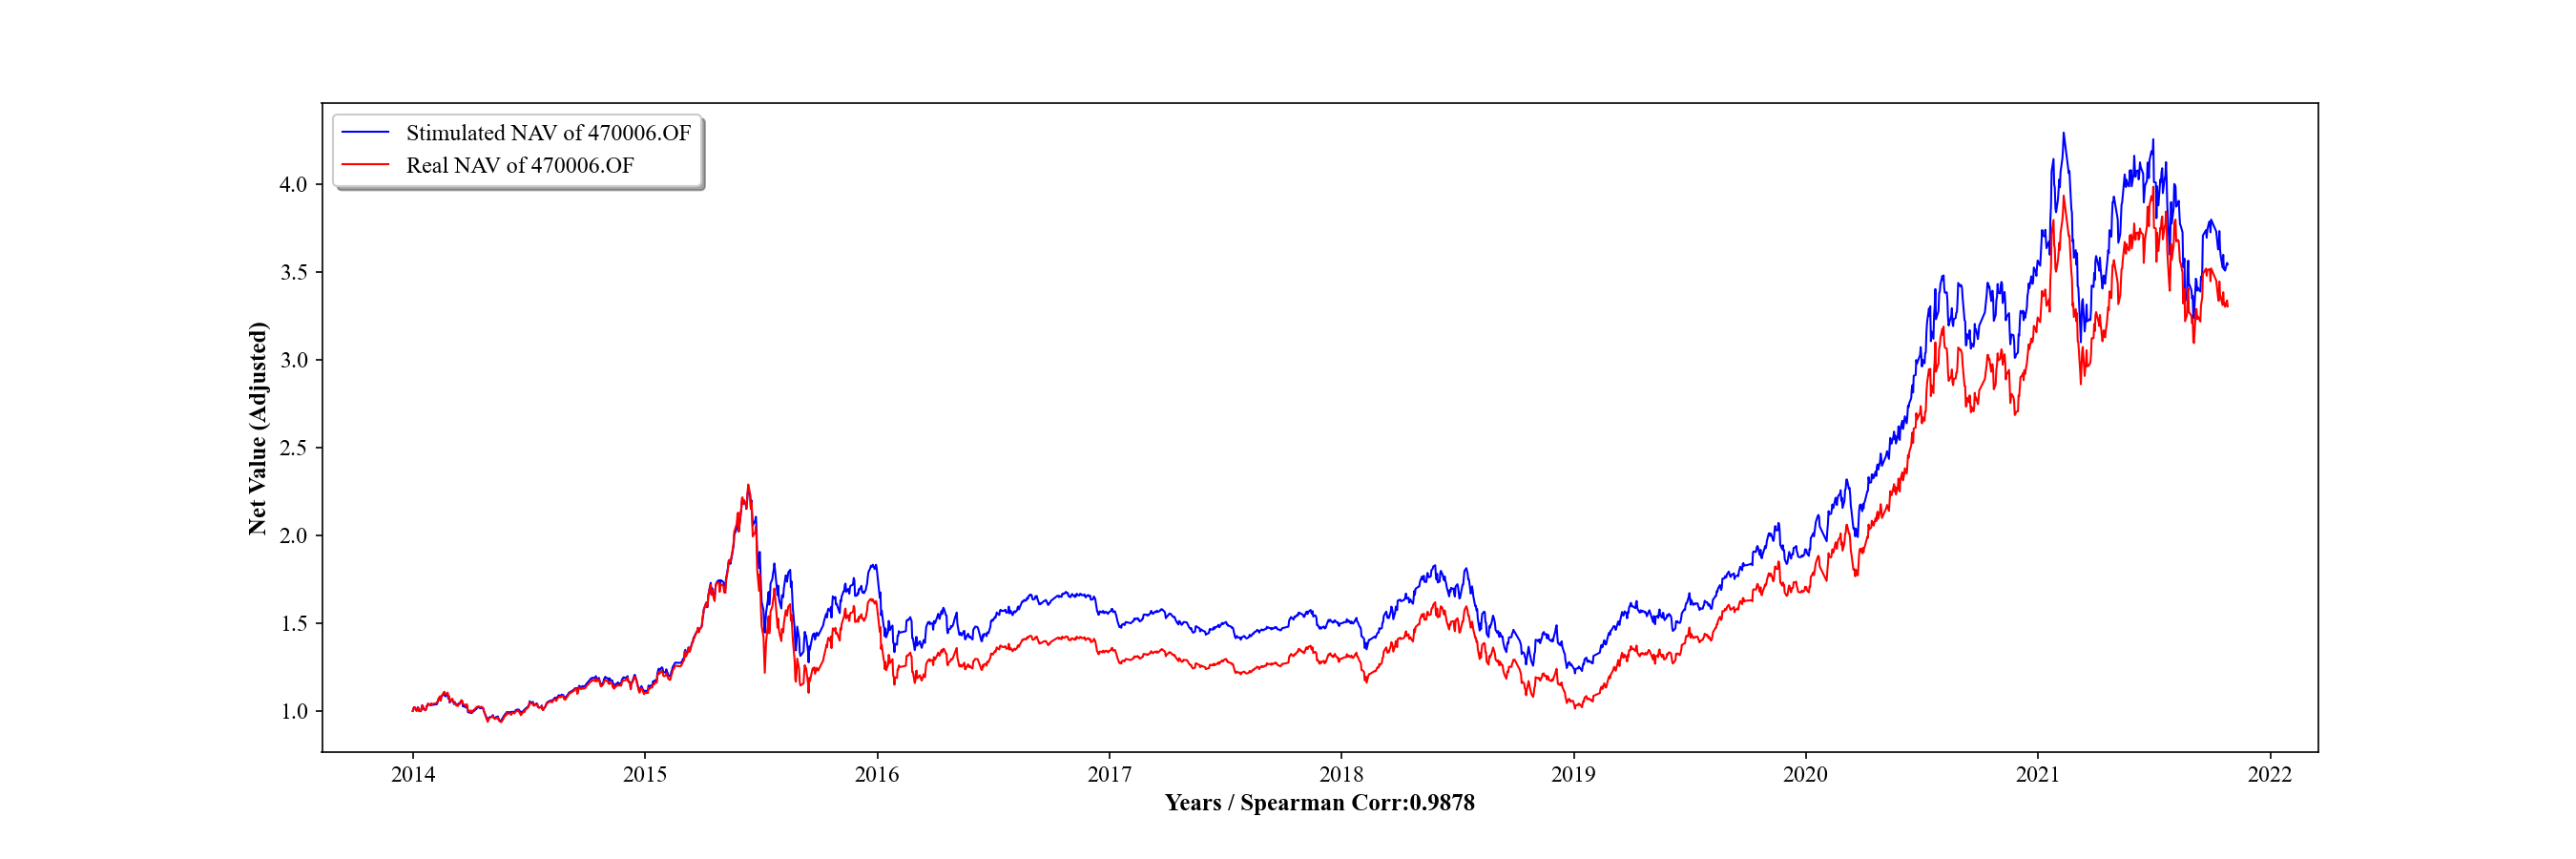 Stimulated NAV of 470006.OF
Real NAV of 470006.OF
4.0
3.5
3.0
2.5
2.0
1.5
1.0
Net Value (Adjusted)
2014 2015 2016 2017 2018 2019 2020 2021 2022
Years / Spearman Corr:0.9878